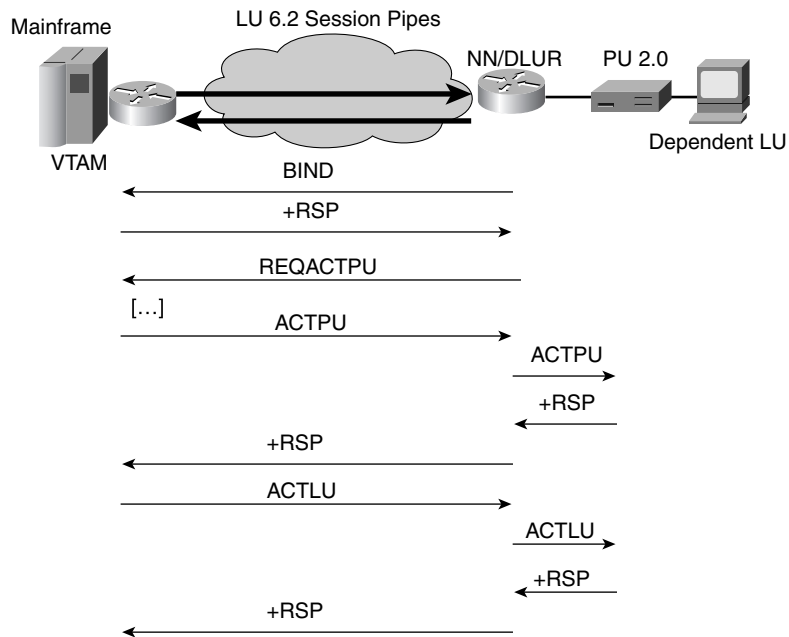 LU 6.2 Session Pipes
Mainframe
NN/DLUR
PU 2.0
Dependent LU
VTAM
BIND
+RSP
REQACTPU
[...]
ACTPU
ACTPU
+RSP
+RSP
ACTLU
ACTLU
+RSP
+RSP